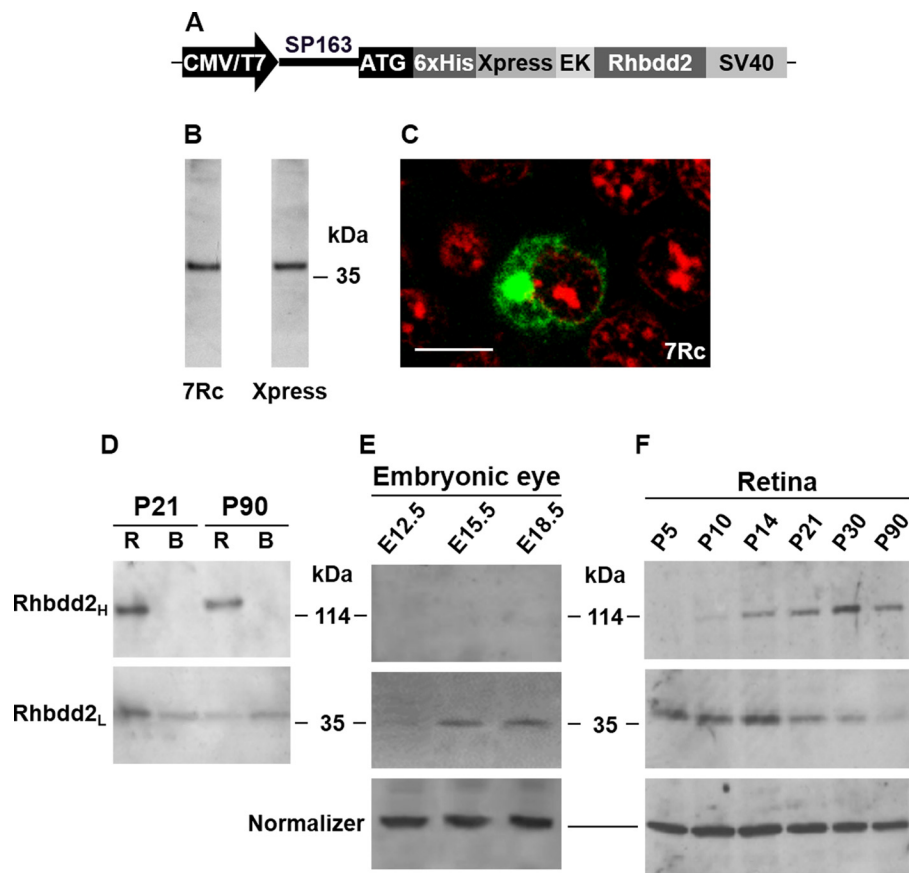 A
CMV/T7 SP163 ATG 6xHis Xpress EK Rhbdd2 SV40
B
kDa
35
7Rc Xpress
C
7Rc
D
P21 P90
R B R B
Rhbdd2H
Rhbdd2L
kDa
114
35
E
Embryonic eye
E12.5 E15.5 E18.5
Normalizer
kDa
114
35
F
Retina
P5 P10 P14 P21 P30 P90